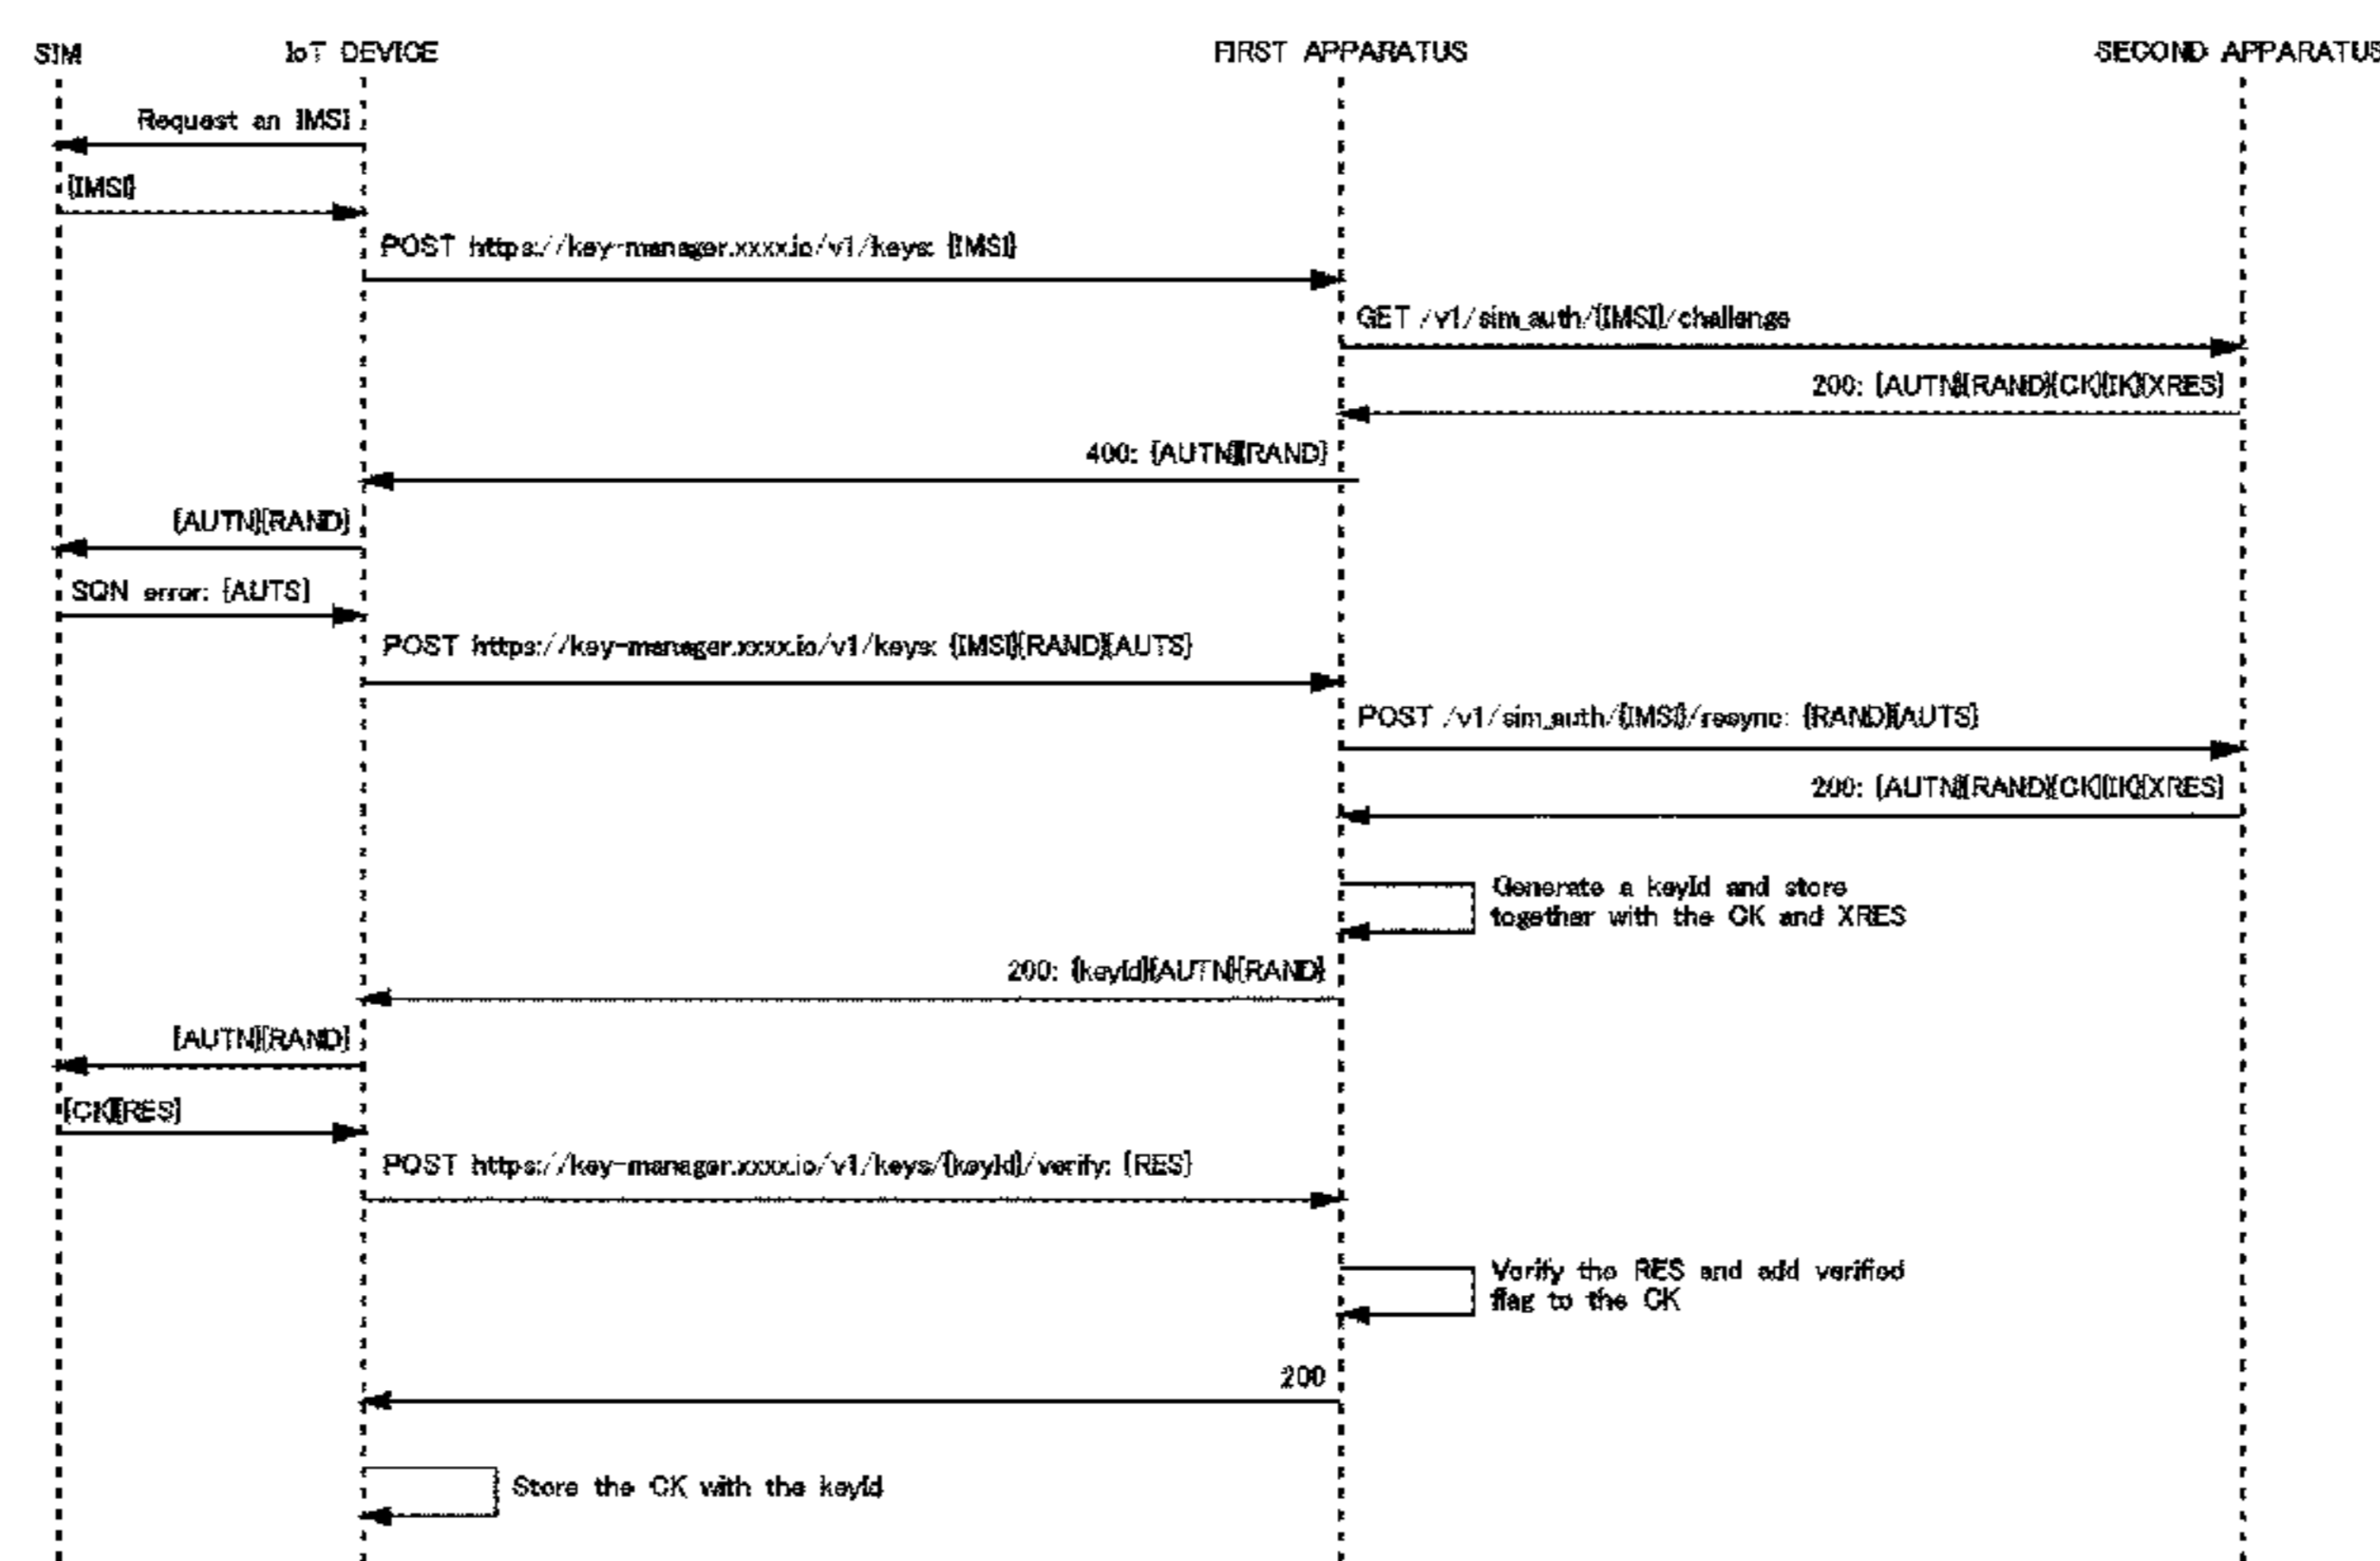 SIM
IoT DEVICE
FIRST APPARATUS
SECOND APPARATUS
Request an IMSI
{IMSI}
POST https://key-manager.xxxx.io/v1/keys: {IMSI}
GET /v1/sim_auth/{IMSI}/challenge
200: {AUTN}{RAND}{CK}{IK}{XRES}
400: {AUTN}{RAND}
{AUTN}{RAND}
SQN error: {AUTS}
POST https://key-manager.xxxx.io/v1/keys: {IMSI}{RAND}{AUTS}
POST /v1/sim_auth/{IMSI}/resync: {RAND}{AUTS}
200: {AUTN}{RAND}{CK}{IK}{XRES}
Generate a keyId and store
together with the CK and XRES
200: {keyId}{AUTN}{RAND}
{AUTN}{RAND}
{CK}{RES}
POST https://key-manager.xxxx.io/v1/keys/{keyId}/verify: {RES}
Verify the RES and add verified
flag to the CK
200
Store the CK with the keyId